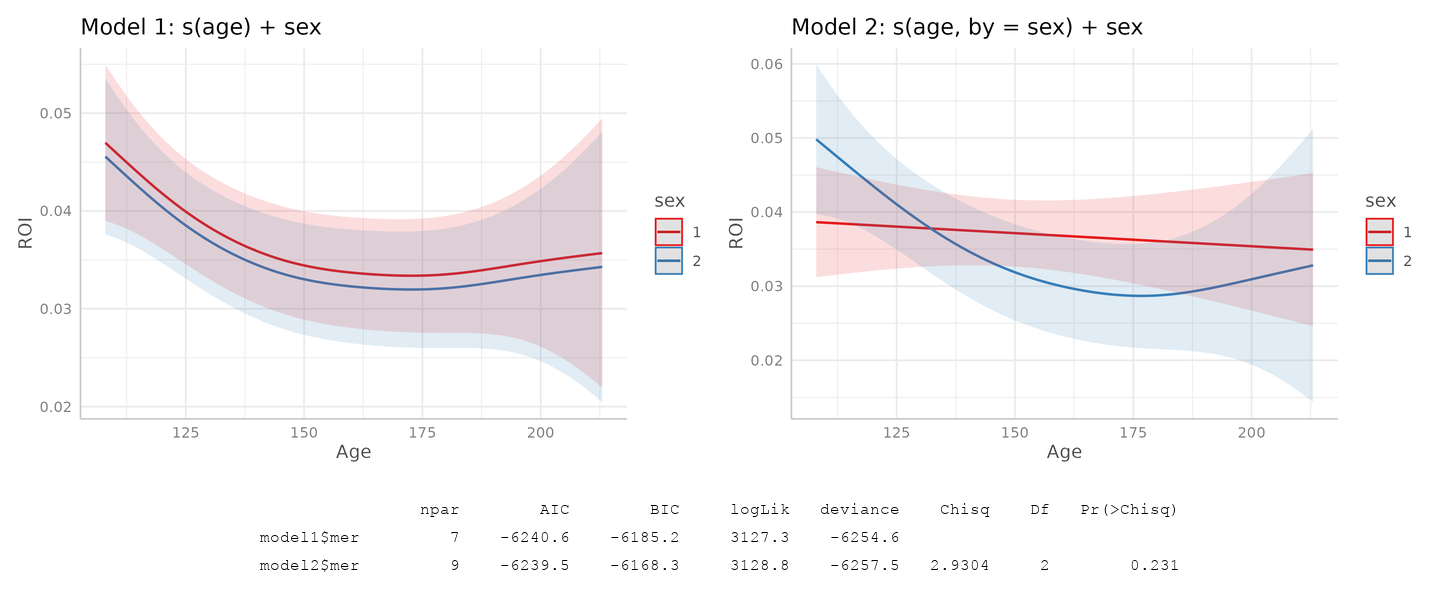 Model 1: s(age) + sex
0.05
0.04
0.03
0.02
ROI
125 150 175 200
Age
sex
1
2
Model 2: s(age, by = sex) + sex
0.06
0.05
0.04
0.03
0.02
ROI
125 150 175 200
Age
sex
1
2
npar AIC BIC logLik deviance Chisq Df Pr(>Chisq)
model1$mer 7 -6240.6 -6185.2 3127.3 -6254.6
model2$mer 9 -6239.5 -6168.3 3128.8 -6257.5 2.9304 2 0.231